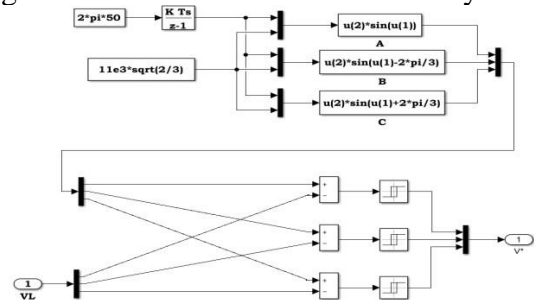 2*pi*50
K Ts
z-1
u(2)*sin(u(1))
A
11e3*sqrt(2/3)
u(2)*sin(u(1)-2*pi/3)
B
u(2)*sin(u(1)+2*pi/3)
C
+
−
+
−
1
V*
1
VL
+
−